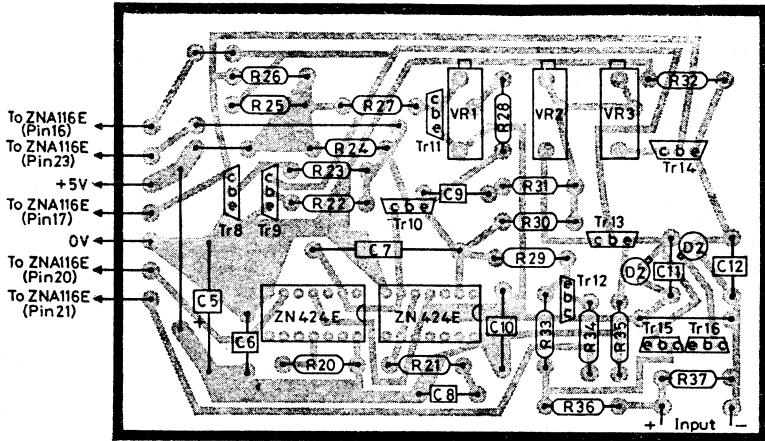 R26
R32
R25
R27
VR1
R28
VR2
VR3
To ZNA116E
(Pin16)
c b e
Tr11
R24
To ZNA116E
(Pin23)
c b e
Tr14
R23
+5V
c b e
c b e
C9
R31
To ZNA116E
(Pin17)
R22
c b e
Tr10
Tr8
Tr9
R30
Tr13
c b e
0V
C7
R29
D2
C11
C12
To ZNA116E
(Pin20)
D2
Tr12
c b e
To ZNA116E
(Pin21)
C5
+
ZN424E
ZN424E
C10
R33
R34
R35
Tr15
Tr16
e b c
e b c
C6
R20
R21
R37
C8
R36
+ Input -